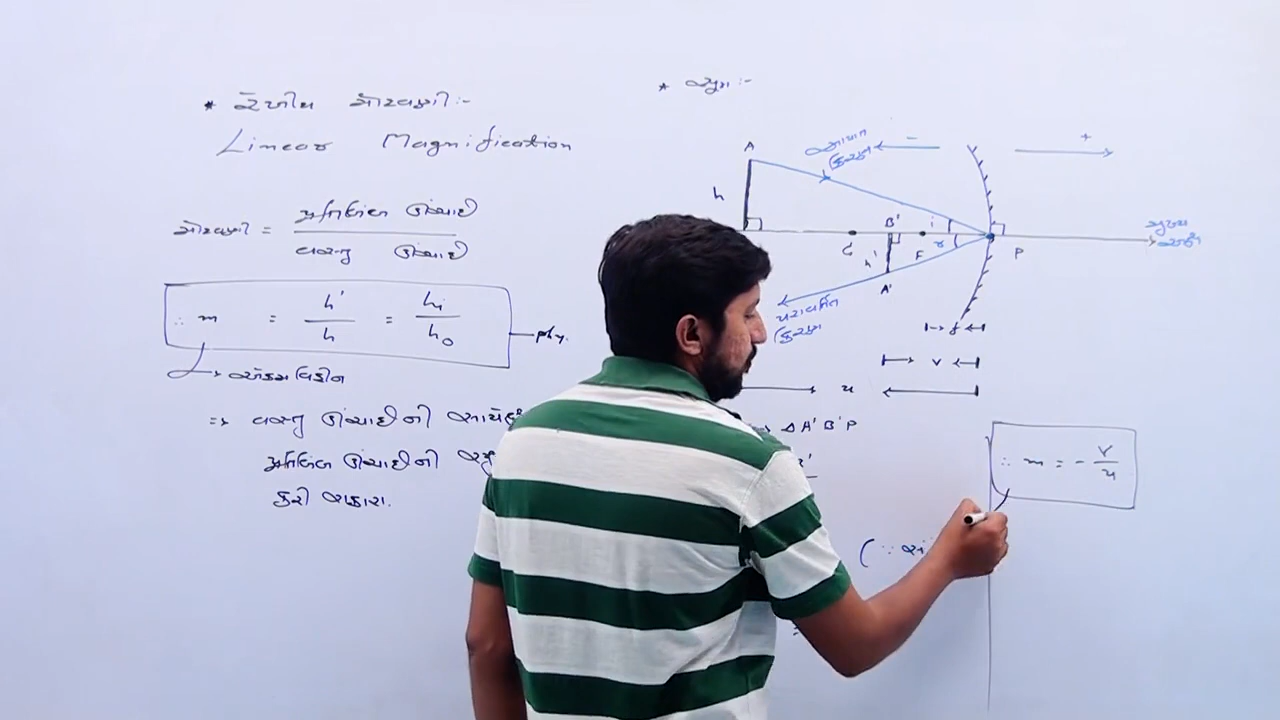 * રેખીય મોટવણી :-
Linear Magnification
મોટવણી = પ્રતિબિંબ ઊંચાઈ / વસ્તુ ઊંચાઈ
∴ m = h' / h = hi / ho
phy.
એકમ વિહીન
⇒ વસ્તુ ઊંચાઈની સાપેક્ષે
પ્રતિબિંબ ઊંચાઈની
કરી શકાય.
* સૂત્ર :-
A
આપાત
કિરણ
-
+
h
B'
i
મુખ્ય
અક્ષ
C
h'
F
r
P
A'
પરાવર્તિત
કિરણ
f
v
u
Δ A' B' P
∴ m = - v / u
(∵